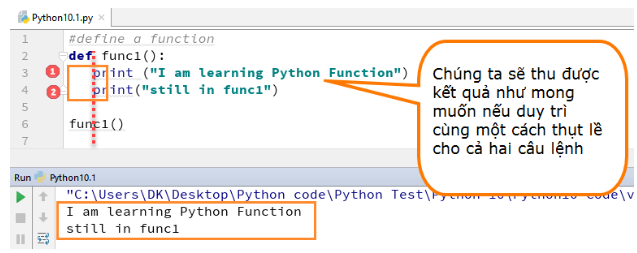 Python10.1.py ×
1 #define a function
2 def func1():
1 3 print ("I am learning Python Function")
2 4 print("still in func1")
5
6 func1()
7
Chúng ta sẽ thu được
kết quả như mong
muốn nếu duy trì
cùng một cách thụt lề
cho cả hai câu lệnh
Run Python10.1
"C:\Users\DK\Desktop\Python code\Python Test\Python 10\Python10 code\v
I am learning Python Function
still in func1